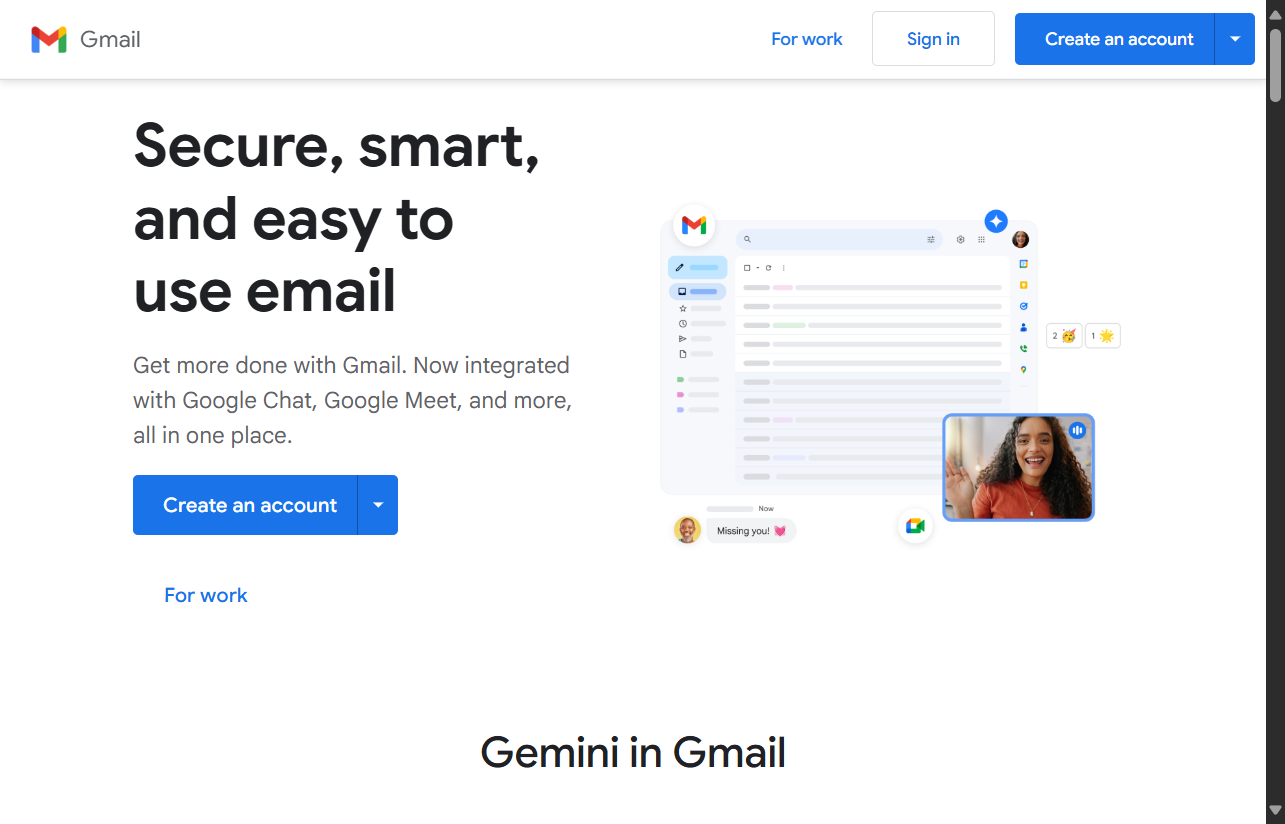 Gmail
For work
Sign in
Create an account
Secure, smart,
and easy to
use email
Get more done with Gmail. Now integrated
with Google Chat, Google Meet, and more,
all in one place.
Create an account
For work
2
1
Now
Missing you!
Gemini in Gmail